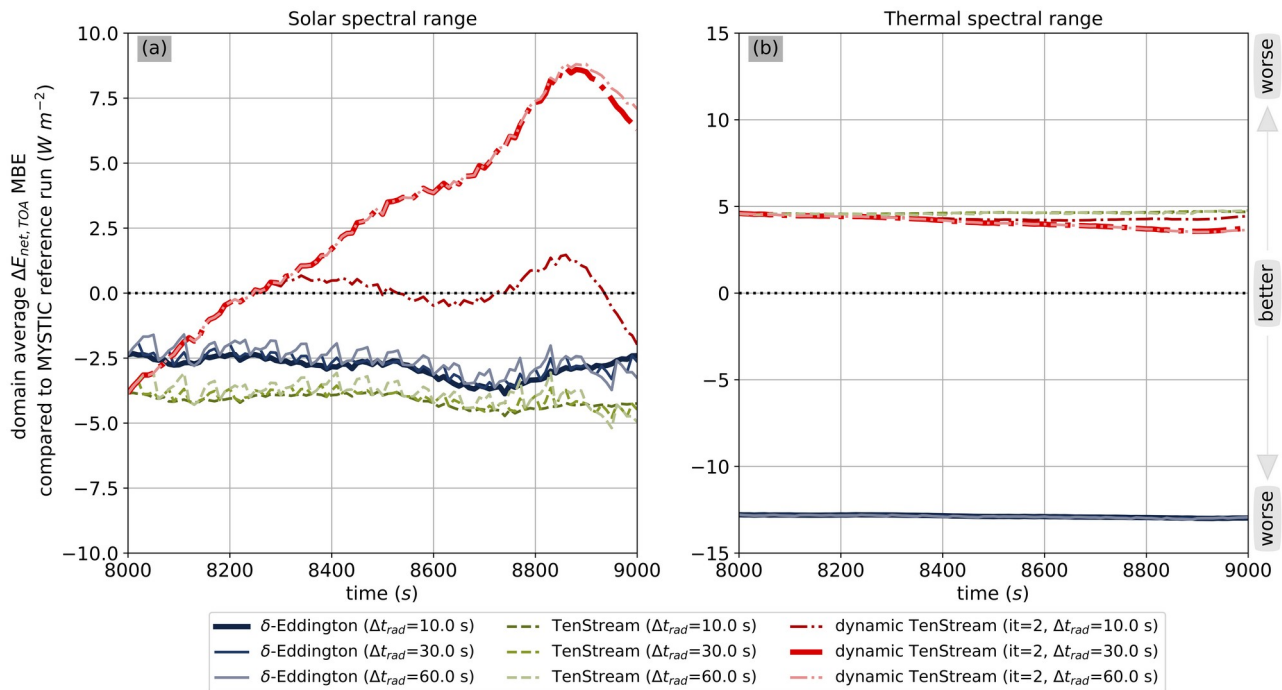 Solar spectral range
Thermal spectral range
domain average ΔE_net,TOA MBE
compared to MYSTIC reference run (W m⁻²)
(a)
10.0
7.5
5.0
2.5
0.0
−2.5
−5.0
−7.5
−10.0
8000
8200
8400
8600
8800
9000
time (s)
(b)
15
10
5
0
−5
−10
−15
8000
8200
8400
8600
8800
9000
time (s)
worse
better
worse
δ-Eddington (Δt_rad=10.0 s)
δ-Eddington (Δt_rad=30.0 s)
δ-Eddington (Δt_rad=60.0 s)
TenStream (Δt_rad=10.0 s)
TenStream (Δt_rad=30.0 s)
TenStream (Δt_rad=60.0 s)
dynamic TenStream (it=2, Δt_rad=10.0 s)
dynamic TenStream (it=2, Δt_rad=30.0 s)
dynamic TenStream (it=2, Δt_rad=60.0 s)